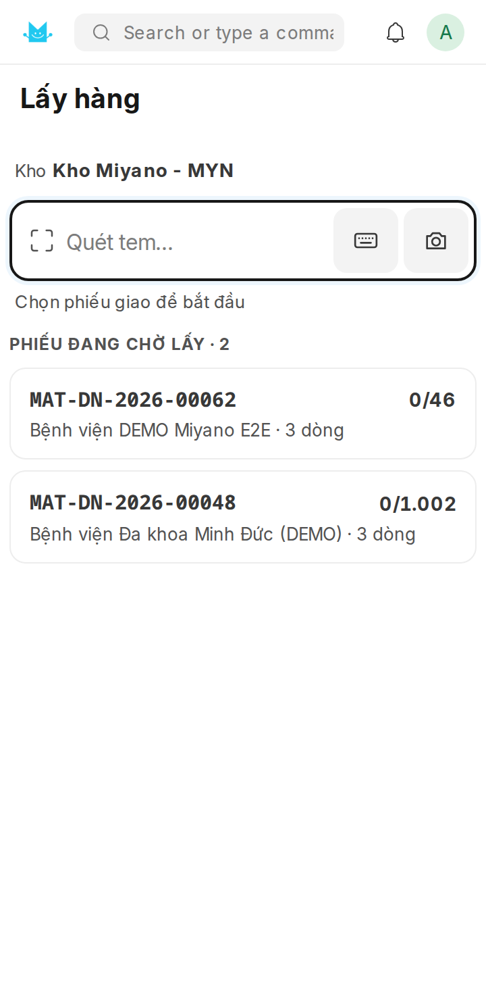 Search or type a comma
A
Lấy hàng
Kho Kho Miyano - MYN
Quét tem...
Chọn phiếu giao để bắt đầu
PHIẾU ĐANG CHỜ LẤY · 2
MAT-DN-2026-00062 0/46
Bệnh viện DEMO Miyano E2E · 3 dòng
MAT-DN-2026-00048 0/1.002
Bệnh viện Đa khoa Minh Đức (DEMO) · 3 dòng